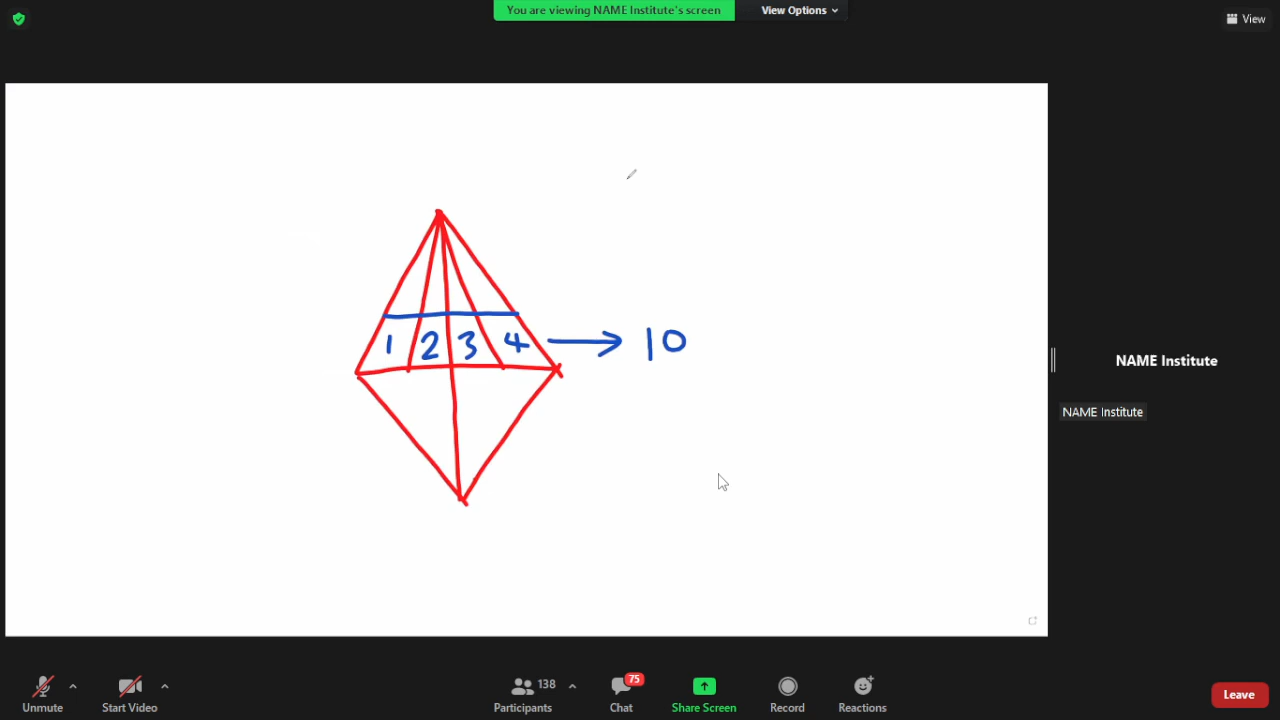 You are viewing NAME Institute's screen
View Options
View
1 2 3 4 → 10
NAME Institute
NAME Institute
Unmute
Start Video
138
Participants
75
Chat
Share Screen
Record
Reactions
Leave